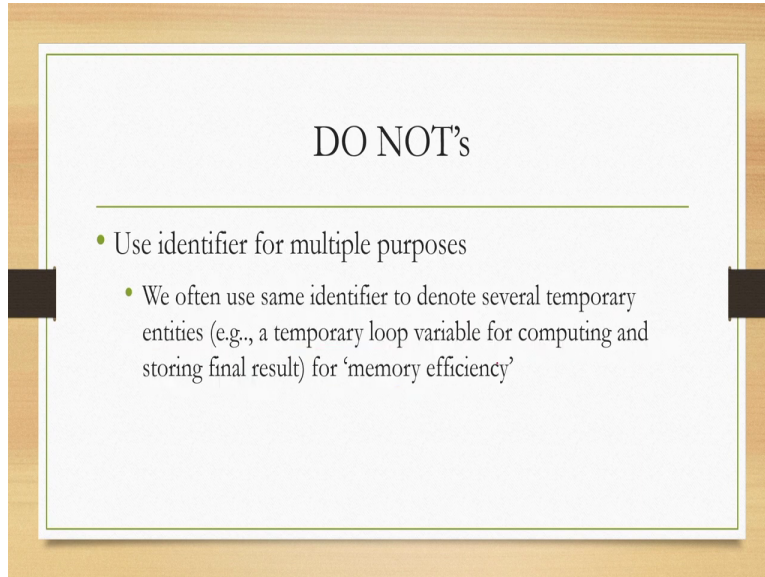 DO NOT’s
• Use identifier for multiple purposes
• We often use same identifier to denote several temporary
entities (e.g.., a temporary loop variable for computing and
storing final result) for ‘memory efficiency’